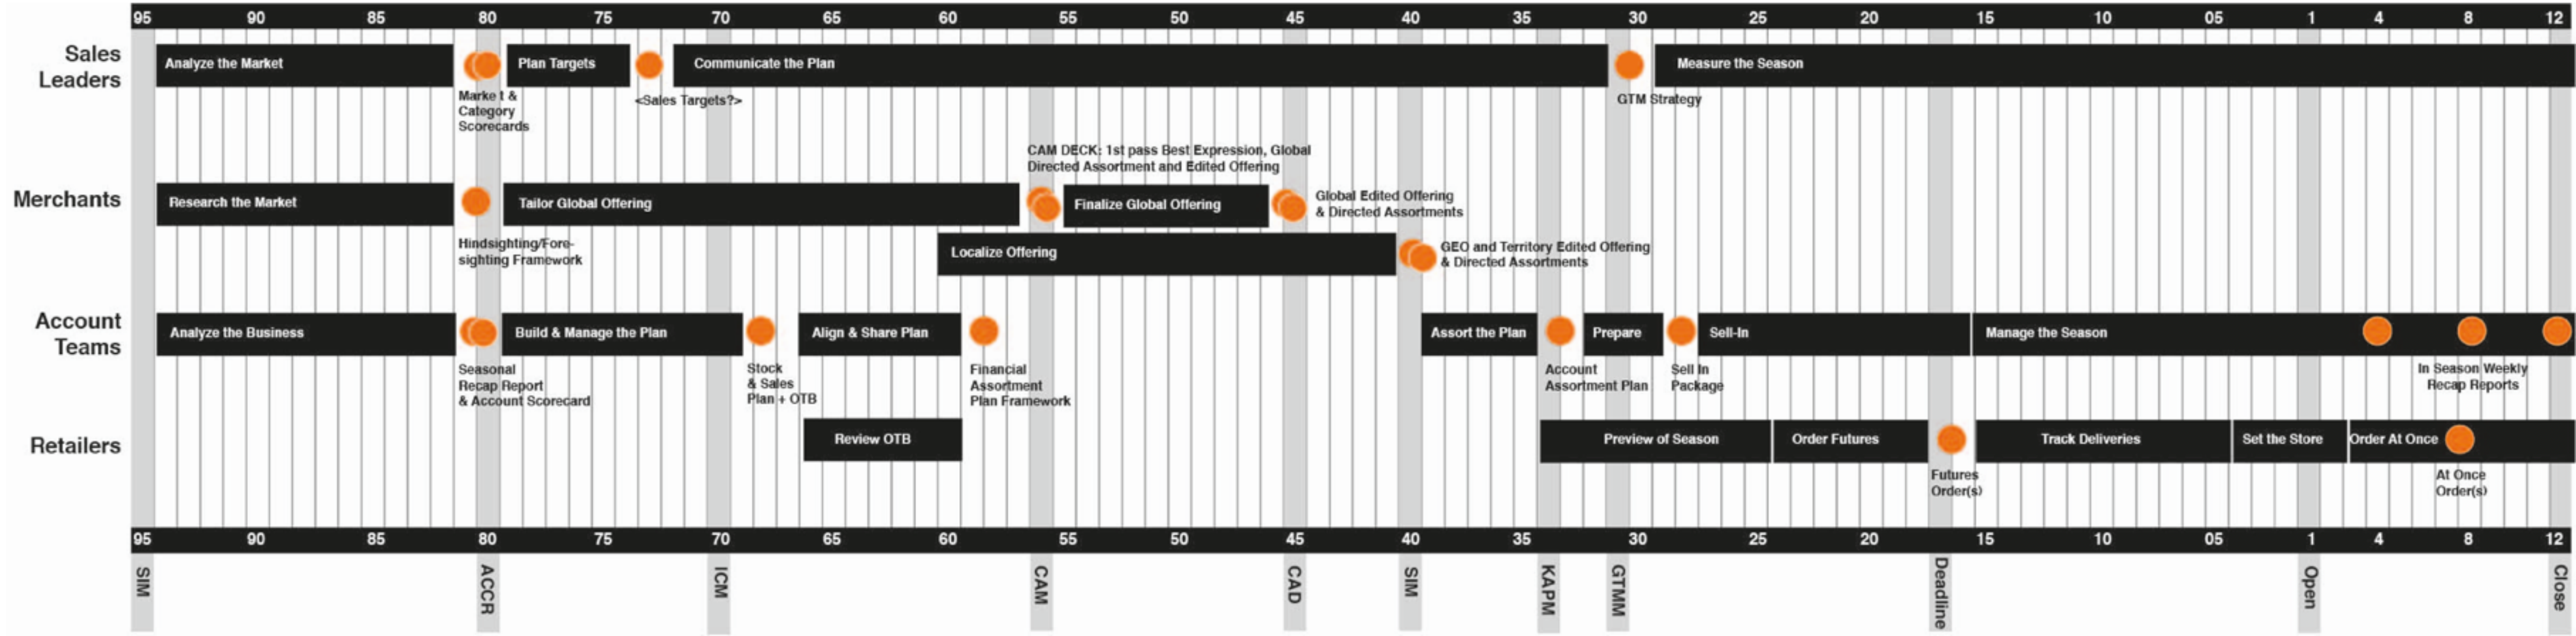 95 90 85 80 75 70 65 60 55 50 45 40 35 30 25 20 15 10 05 1 4 8 12
Sales
Leaders
Analyze the Market
Plan Targets
Communicate the Plan
Measure the Season
Marke t &
Category
Scorecards
<Sales Targets?>
GTM Strategy
CAM DECK: 1st pass Best Expression, Global
Directed Assortment and Edited Offering
Merchants
Research the Market
Tailor Global Offering
Finalize Global Offering
Global Edited Offering
& Directed Assortments
Hindsighting/Fore-
sighting Framework
Localize Offering
GEO and Territory Edited Offering
& Directed Assortments
Account
Teams
Analyze the Business
Build & Manage the Plan
Align & Share Plan
Assort the Plan
Prepare
Sell-In
Manage the Season
Seasonal
Recap Report
& Account Scorecard
Stock
& Sales
Plan + OTB
Financial
Assortment
Plan Framework
Account
Assortment Plan
Sell In
Package
In Season Weekly
Recap Reports
Retailers
Review OTB
Preview of Season
Order Futures
Track Deliveries
Set the Store
Order At Once
Futures
Order(s)
At Once
Order(s)
95 90 85 80 75 70 65 60 55 50 45 40 35 30 25 20 15 10 05 1 4 8 12
SIM
ACCR
ICM
CAM
CAD
SIM
KAPM
GTMM
Deadline
Open
Close